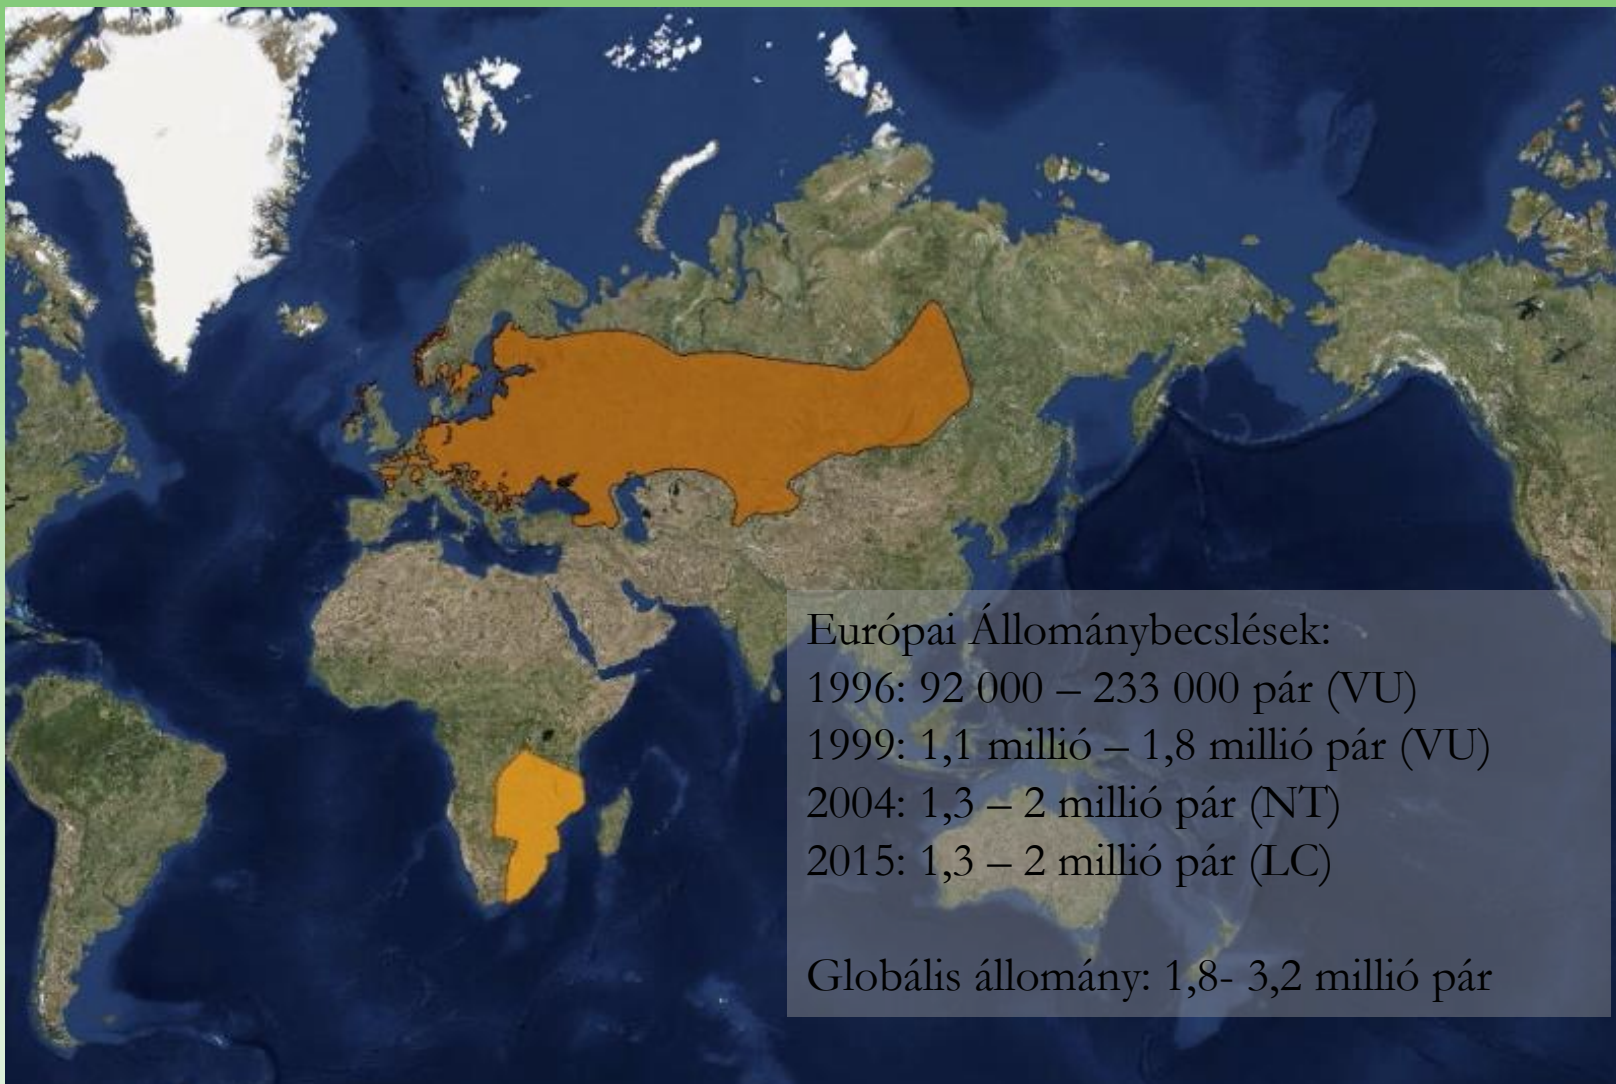 Európai Állománybecslések:
1996: 92 000 – 233 000 pár (VU)
1999: 1,1 millió – 1,8 millió pár (VU)
2004: 1,3 – 2 millió pár (NT)
2015: 1,3 – 2 millió pár (LC)
Globális állomány: 1,8- 3,2 millió pár